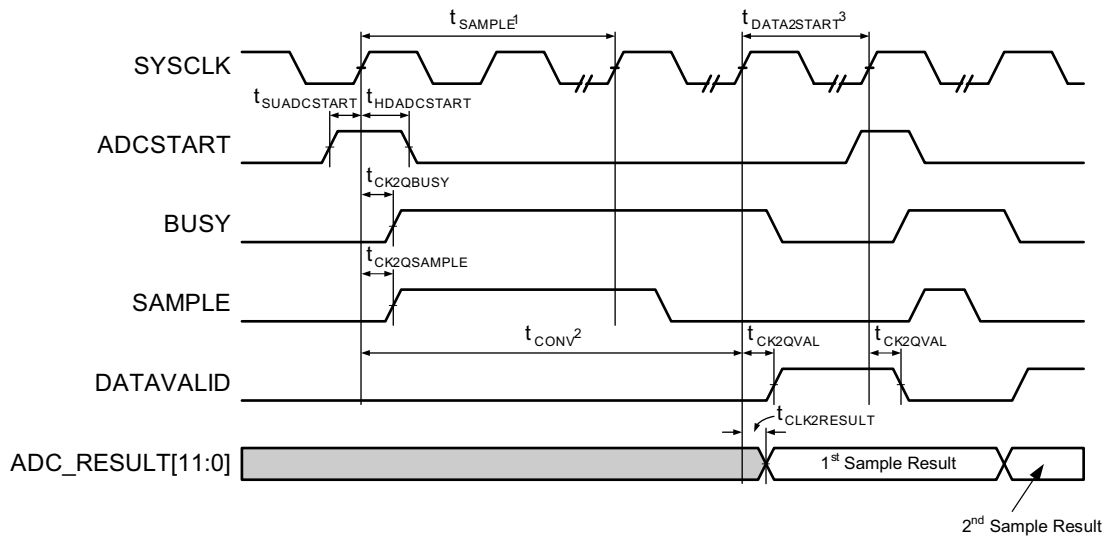 tSAMPLE1 tDATA2START3
SYSCLK
tSUADCSTART tHDADCSTART
ADCSTART
tCK2QBUSY
BUSY
tCK2QSAMPLE
SAMPLE
tCONV2 tCK2QVAL tCK2QVAL
DATAVALID
tCLK2RESULT
ADC_RESULT[11:0] 1st Sample Result
2nd Sample Result